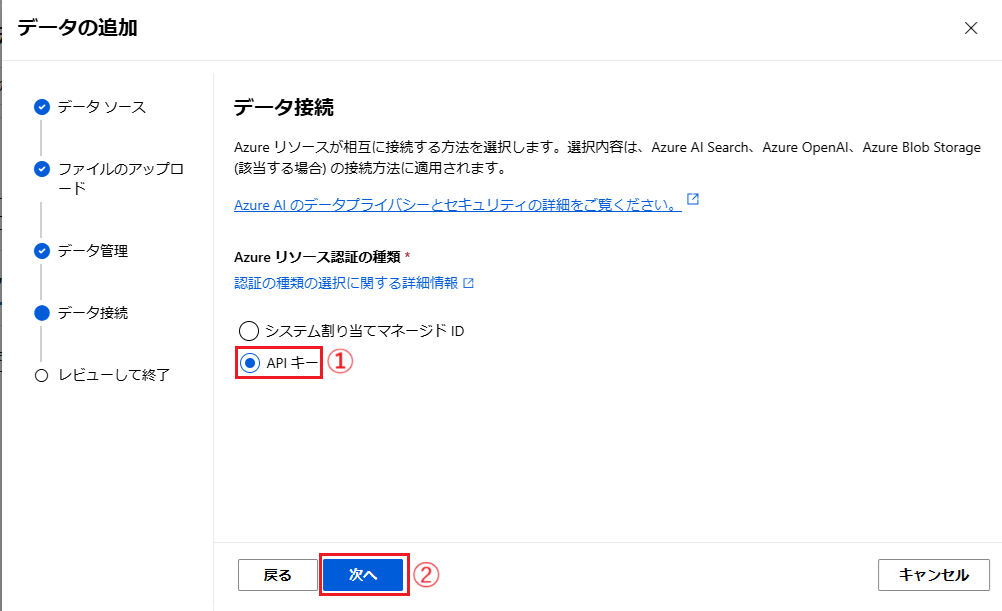 データの追加
データ ソース
ファイルのアップロ
ード
データ管理
データ接続
レビューして終了
データ接続
Azure リソースが相互に接続する方法を選択します。選択内容は、Azure AI Search、Azure OpenAI、Azure Blob Storage
(該当する場合) の接続方法に適用されます。
Azure AI のデータプライバシーとセキュリティの詳細をご覧ください。
Azure リソース認証の種類 *
認証の種類の選択に関する詳細情報
システム割り当てマネージド ID
API キー ①
戻る
次へ ②
キャンセル